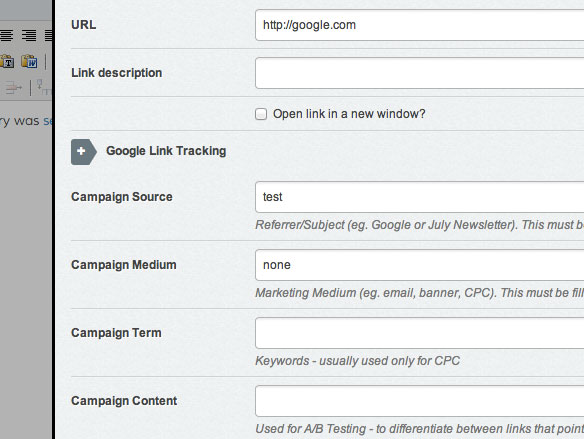 URL
http://google.com
Link description
Open link in a new window?
ry was se
Google Link Tracking
Campaign Source
test
Referrer/Subject (eg. Google or July Newsletter). This must be
Campaign Medium
none
Marketing Medium (eg. email, banner, CPC). This must be fill
Campaign Term
Keywords - usually used only for CPC
Campaign Content
Used for A/B Testing - to differentiate between links that point